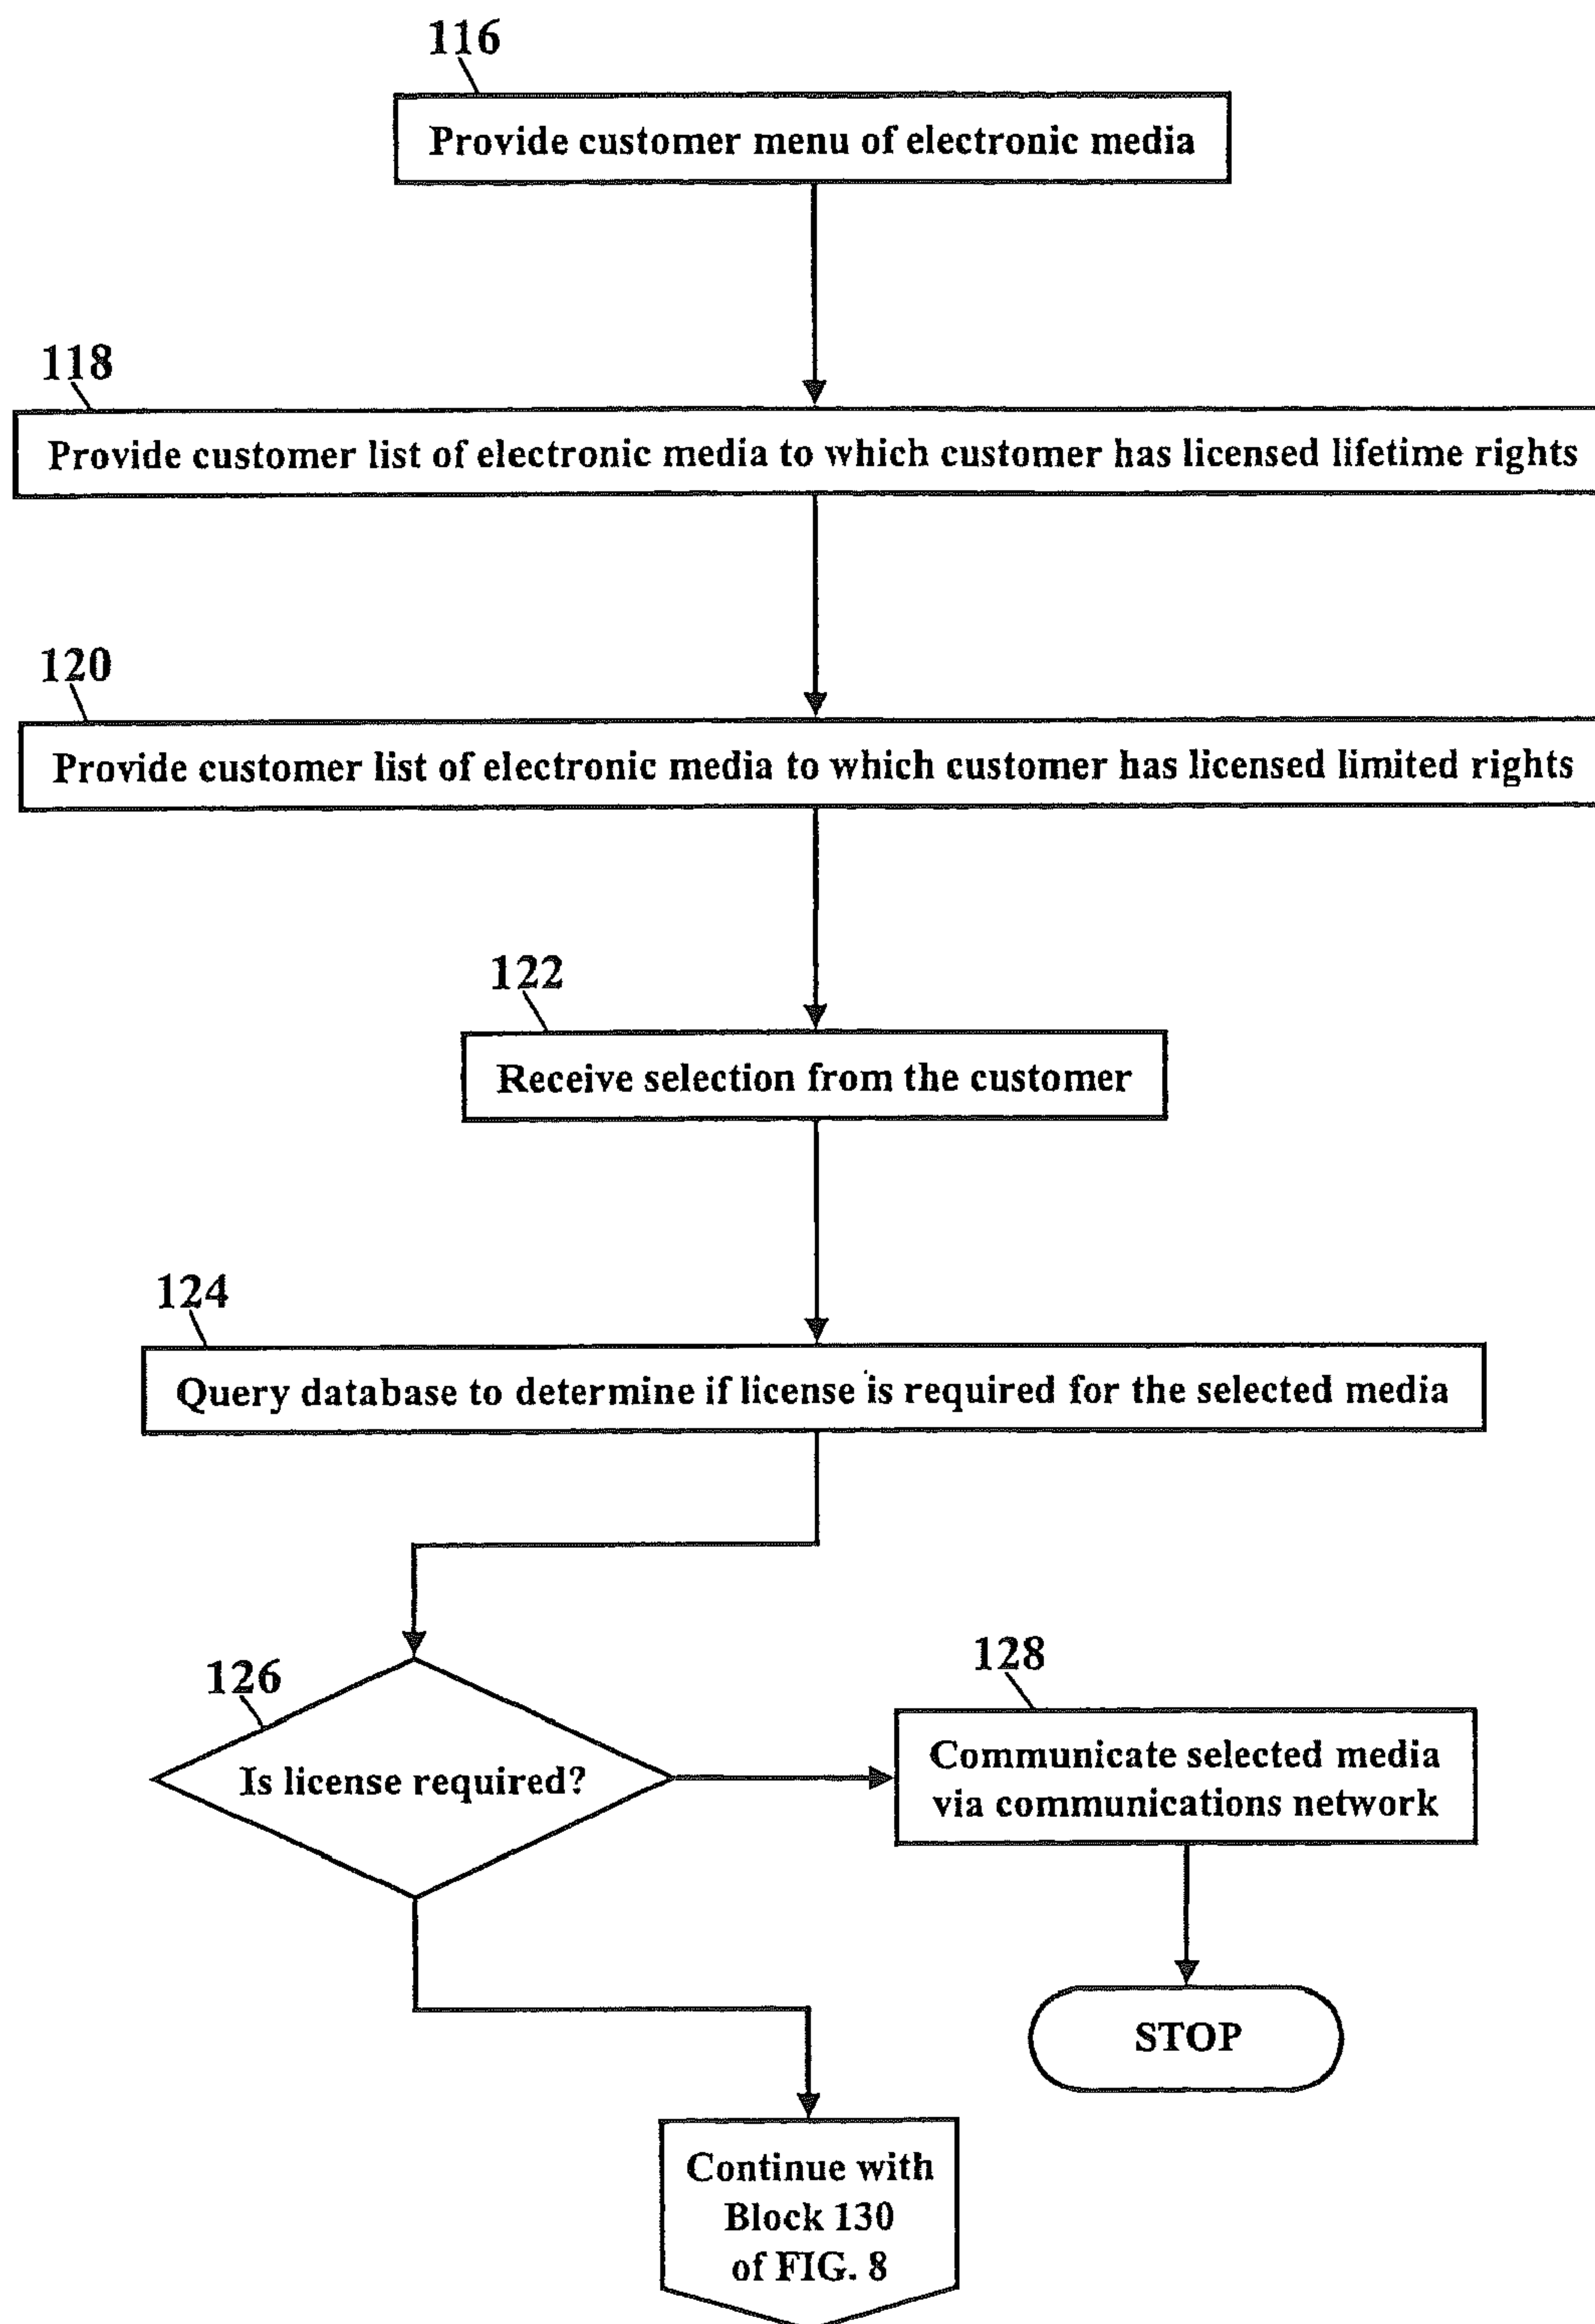 116
Provide customer menu of electronic media
118
Provide customer list of electronic media to which customer has licensed lifetime rights
120
Provide customer list of electronic media to which customer has licensed limited rights
122
Receive selection from the customer
124
Query database to determine if license is required for the selected media
126
Is license required?
128
Communicate selected media
via communications network
STOP
Continue with
Block 130
of FIG. 8